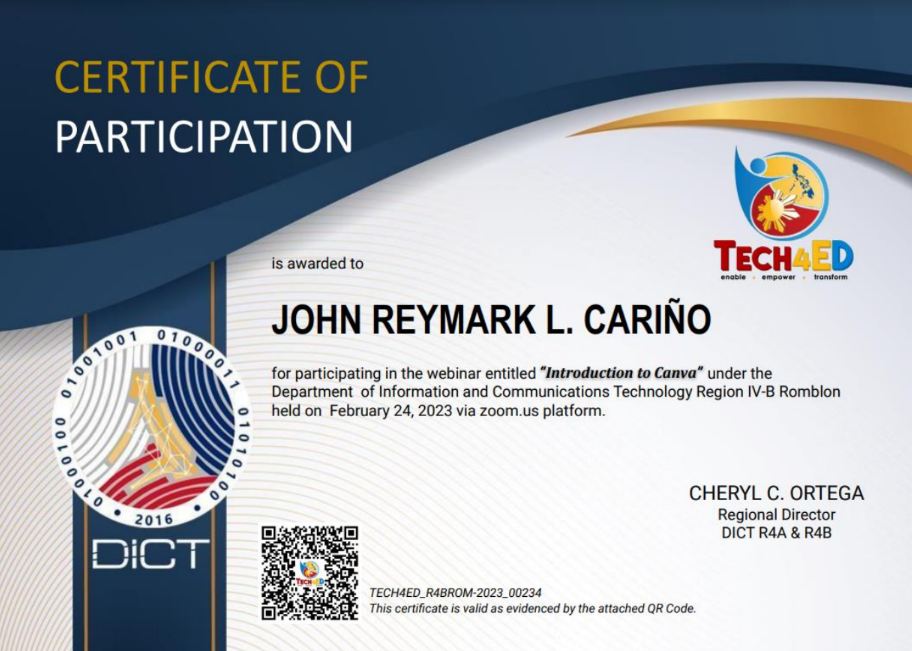 CERTIFICATE OF
PARTICIPATION
TECH4ED
enable • empower • transform
is awarded to
JOHN REYMARK L. CARIÑO
for participating in the webinar entitled "Introduction to Canva" under the
Department of Information and Communications Technology Region IV-B Romblon
held on February 24, 2023 via zoom.us platform.
01000100 01001001 01000011 01010100
• 2016 •
DICT
CHERYL C. ORTEGA
Regional Director
DICT R4A & R4B
TECH4ED
TECH4ED_R4BROM-2023_00234
This certificate is valid as evidenced by the attached QR Code.